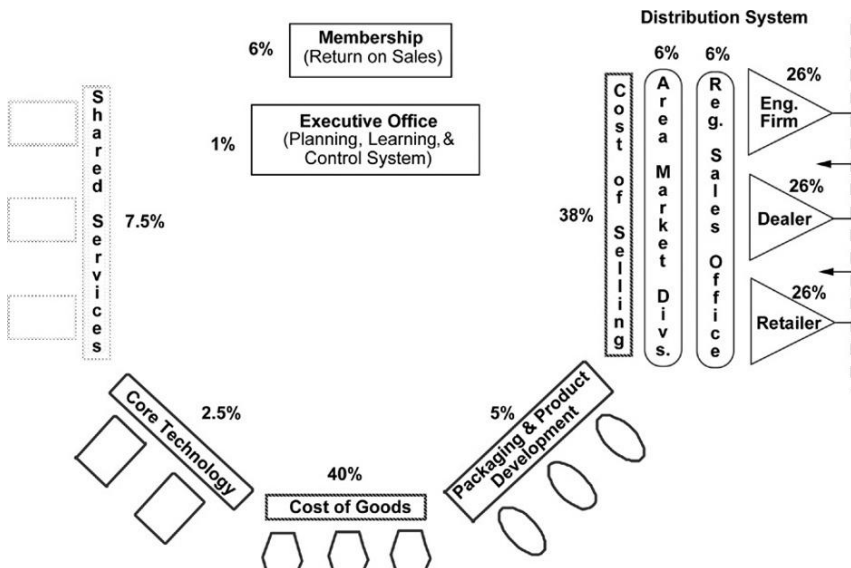 Distribution System
6%
Membership
(Return on Sales)
1%
Executive Office
(Planning, Learning, &
Control System)
Shared Services
7.5%
38%
Cost of Selling
6%
Area Market Divs.
6%
Reg. Sales Office
26%
Eng.
Firm
26%
Dealer
26%
Retailer
Core Technology
2.5%
40%
Cost of Goods
5%
Packaging & Product
Development